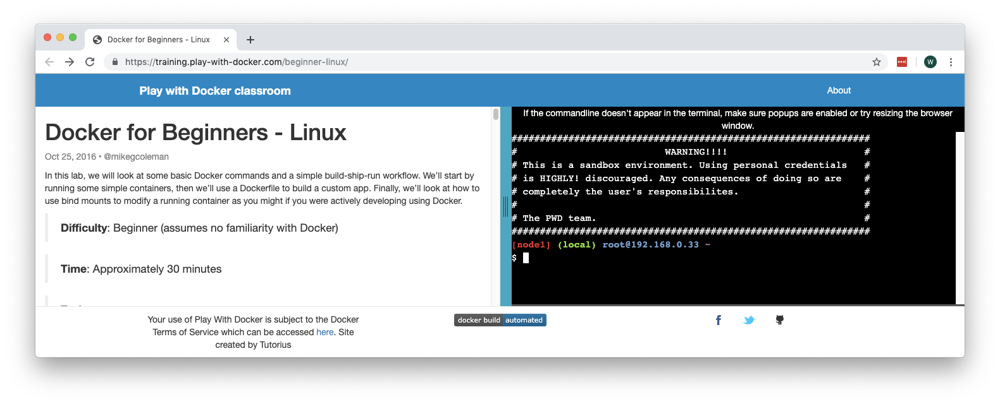 Docker for Beginners - Linux
https://training.play-with-docker.com/beginner-linux/
W
Play with Docker classroom
About
Docker for Beginners - Linux
Oct 25, 2016 • @mikegcoleman
In this lab, we will look at some basic Docker commands and a simple build-ship-run workflow. We’ll start by
running some simple containers, then we’ll use a Dockerfile to build a custom app. Finally, we’ll look at how to
use bind mounts to modify a running container as you might if you were actively developing using Docker.
Difficulty: Beginner (assumes no familiarity with Docker)
Time: Approximately 30 minutes
If the commandline doesn't appear in the terminal, make sure popups are enabled or try resizing the browser
window.
###############################################################
# WARNING!!!! #
# This is a sandbox environment. Using personal credentials #
# is HIGHLY! discouraged. Any consequences of doing so are #
# completely the user's responsibilites. #
# #
# The PWD team. #
###############################################################
[node1] (local) root@192.168.0.33 ~
$
Your use of Play With Docker is subject to the Docker
Terms of Service which can be accessed here. Site
created by Tutorius
docker build automated